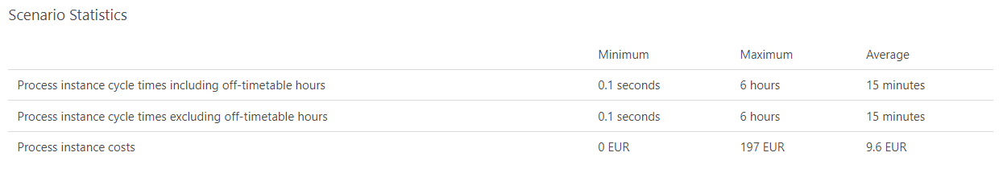 Scenario Statistics
Minimum Maximum Average
Process instance cycle times including off-timetable hours 0.1 seconds 6 hours 15 minutes
Process instance cycle times excluding off-timetable hours 0.1 seconds 6 hours 15 minutes
Process instance costs 0 EUR 197 EUR 9.6 EUR